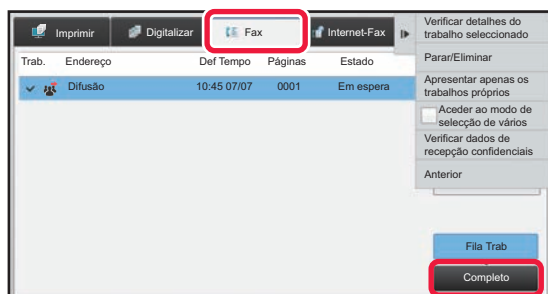 Imprimir Digitalizar Fax Internet-Fax
Trab. Endereço Def Tempo Páginas Estado
Difusão 10:45 07/07 0001 Em espera
Verificar detalhes do
trabalho seleccionado
Parar/Eliminar
Apresentar apenas os
trabalhos próprios
Aceder ao modo de
selecção de vários
Verificar dados de
recepção confidenciais
Anterior
Fila Trab
Completo